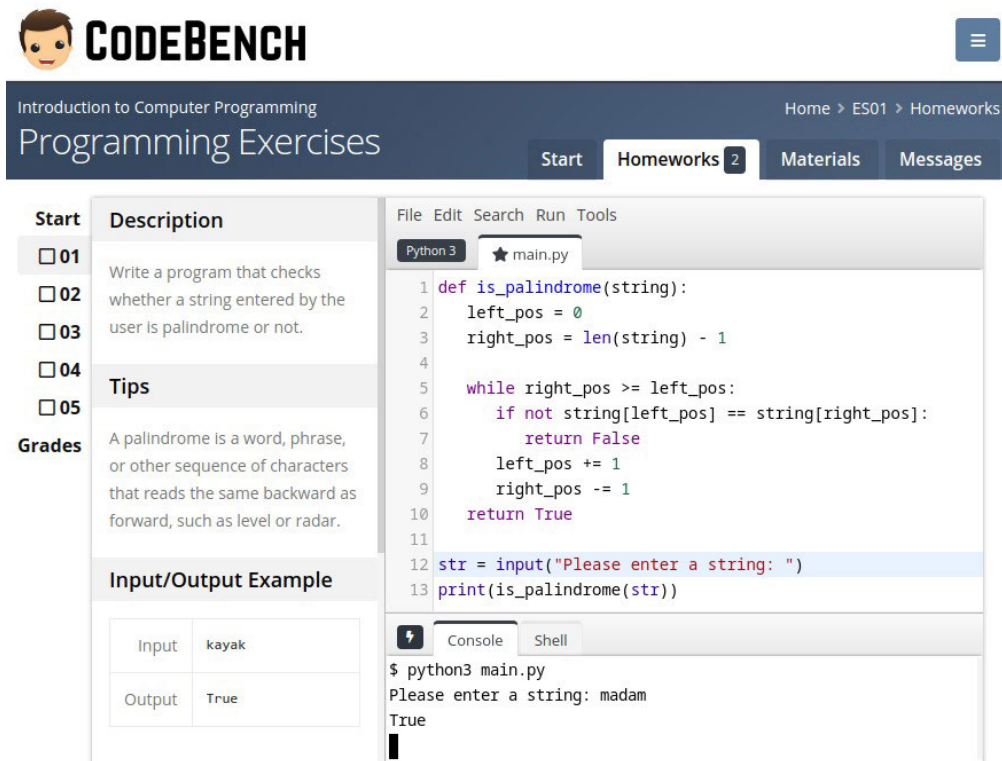 CODEBENCH
Introduction to Computer Programming
Programming Exercises
Home > ES01 > Homeworks
Start Homeworks 2 Materials Messages
Start
01
02
03
04
05
Grades
Description
Write a program that checks
whether a string entered by the
user is palindrome or not.
Tips
A palindrome is a word, phrase,
or other sequence of characters
that reads the same backward as
forward, such as level or radar.
Input/Output Example
Input kayak
Output True
File Edit Search Run Tools
Python 3 main.py
1 def is_palindrome(string):
2    left_pos = 0
3    right_pos = len(string) - 1
4
5    while right_pos >= left_pos:
6       if not string[left_pos] == string[right_pos]:
7          return False
8       left_pos += 1
9       right_pos -= 1
10    return True
11
12 str = input("Please enter a string: ")
13 print(is_palindrome(str))
Console Shell
$ python3 main.py
Please enter a string: madam
True